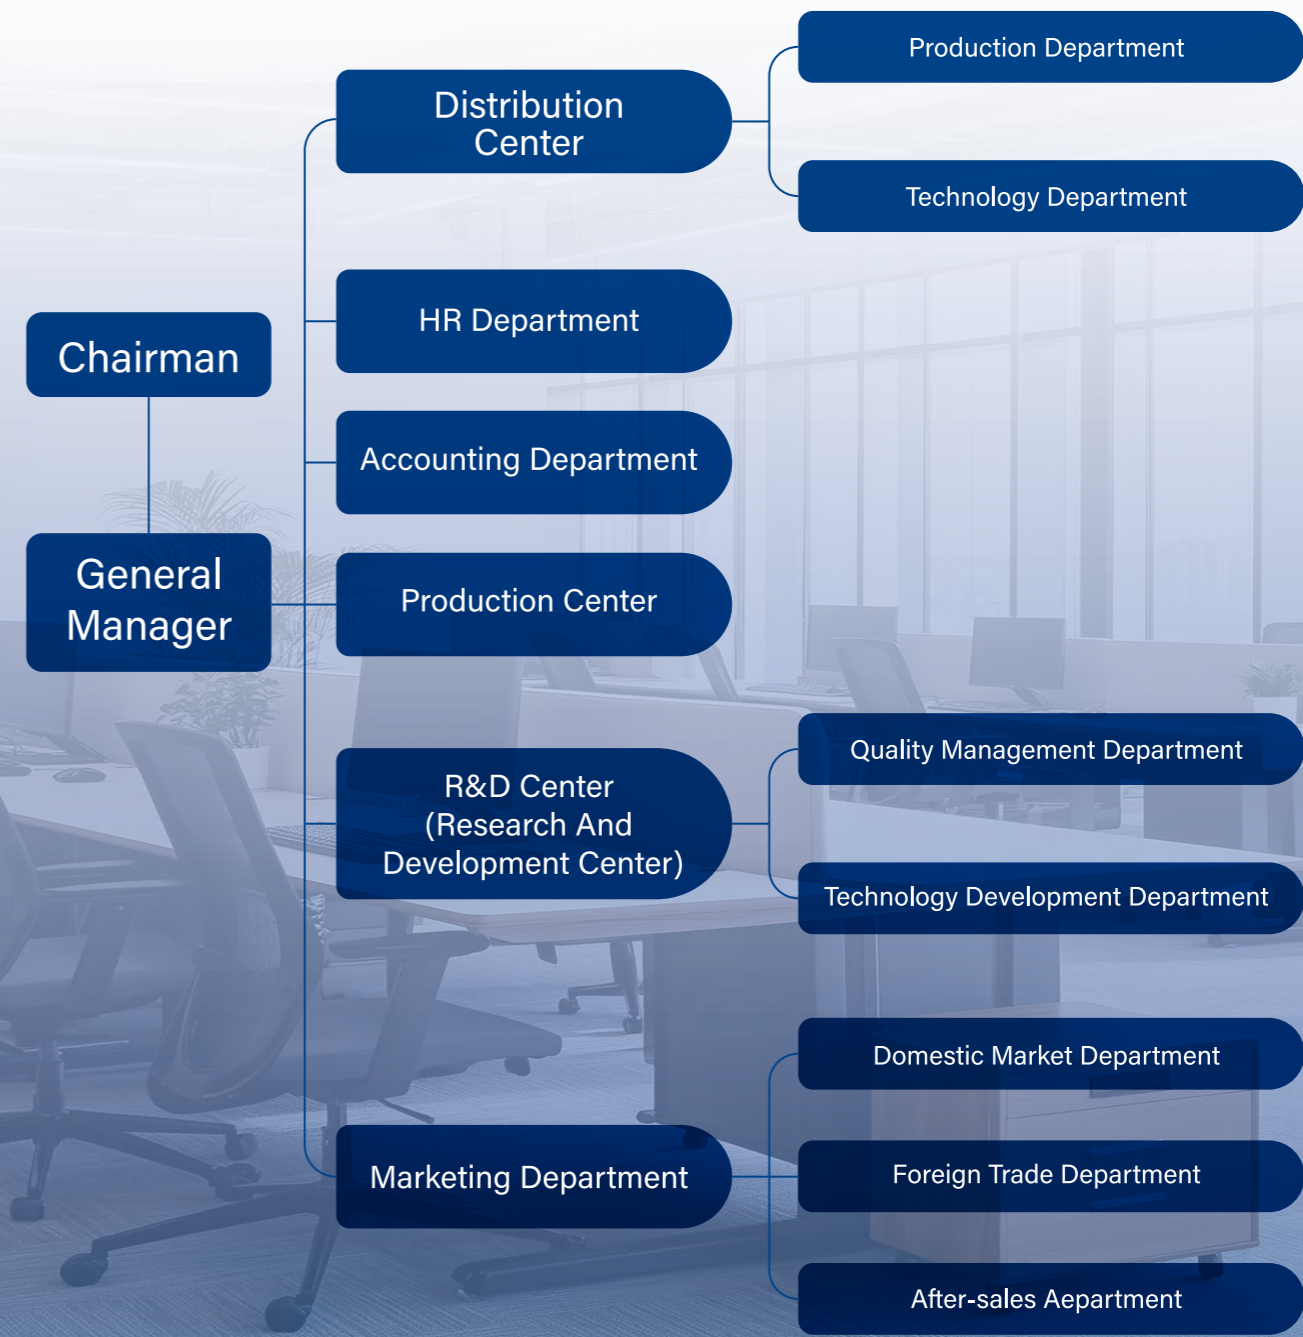 Chairman
General
Manager
Distribution
Center
HR Department
Accounting Department
Production Center
R&D Center
(Research And
Development Center)
Marketing Department
Production Department
Technology Department
Quality Management Department
Technology Development Department
Domestic Market Department
Foreign Trade Department
After-sales Aepartment